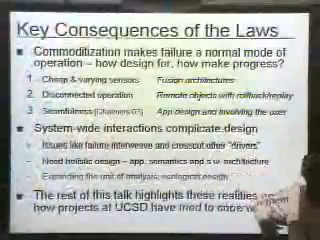 Key Consequences of the Laws
Commoditization makes failure a normal mode of
operation – how design for, how make progress?
1. Cheap & varying sensors Fusion architectures
2. Disconnected operation Remote objects with rollback/replay
3. Seamfulness [Chalmers 03] App design and involving the user
System-wide interactions complicate design
– Issues like failure interweave and crosscut other "drivers"
– Need holistic design – app, semantics and s.w. architecture
– Expanding the unit of analysis, ecological design
The rest of this talk highlights these realities
how projects at UCSD have tried to cope